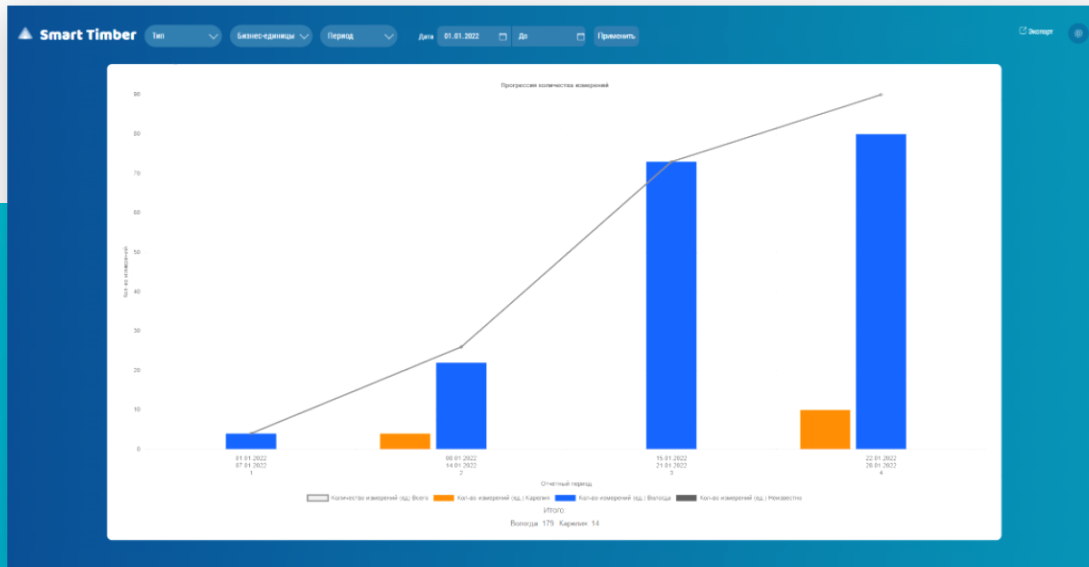 Smart Timber
Тип
Бизнес-единицы
Период
Дата 01.01.2022
До
Применить
Экспорт
Прогрессия количества измерений
90
80
70
60
50
40
30
20
10
0
Кол-во измерений
01.01.2022
07.01.2022
1
08.01.2022
14.01.2022
2
15.01.2022
21.01.2022
3
22.01.2022
28.01.2022
4
Отчетный период
Количество измерений (ед.) Всего
Кол-во измерений (ед.) Карелия
Кол-во измерений (ед.) Вологда
Кол-во измерений (ед.) Неизвестно
ИТОГО
Вологда 179 Карелия 14